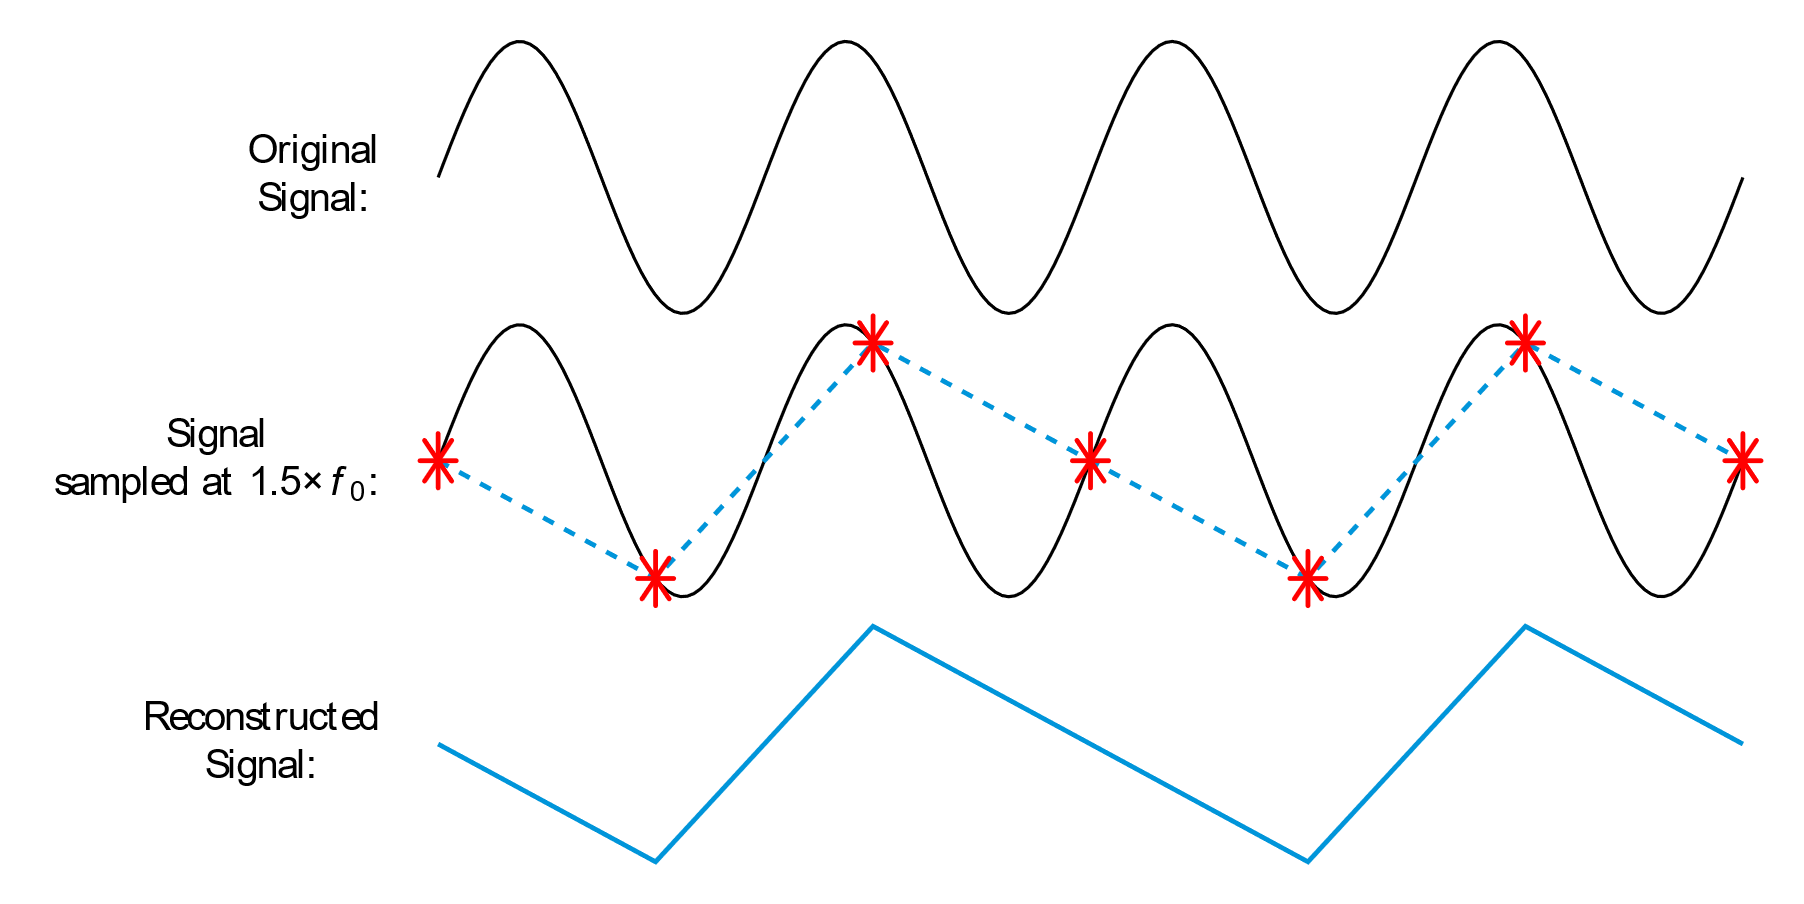 Original
Signal:
Signal
sampled at 1.5×f₀:
Reconstructed
Signal: